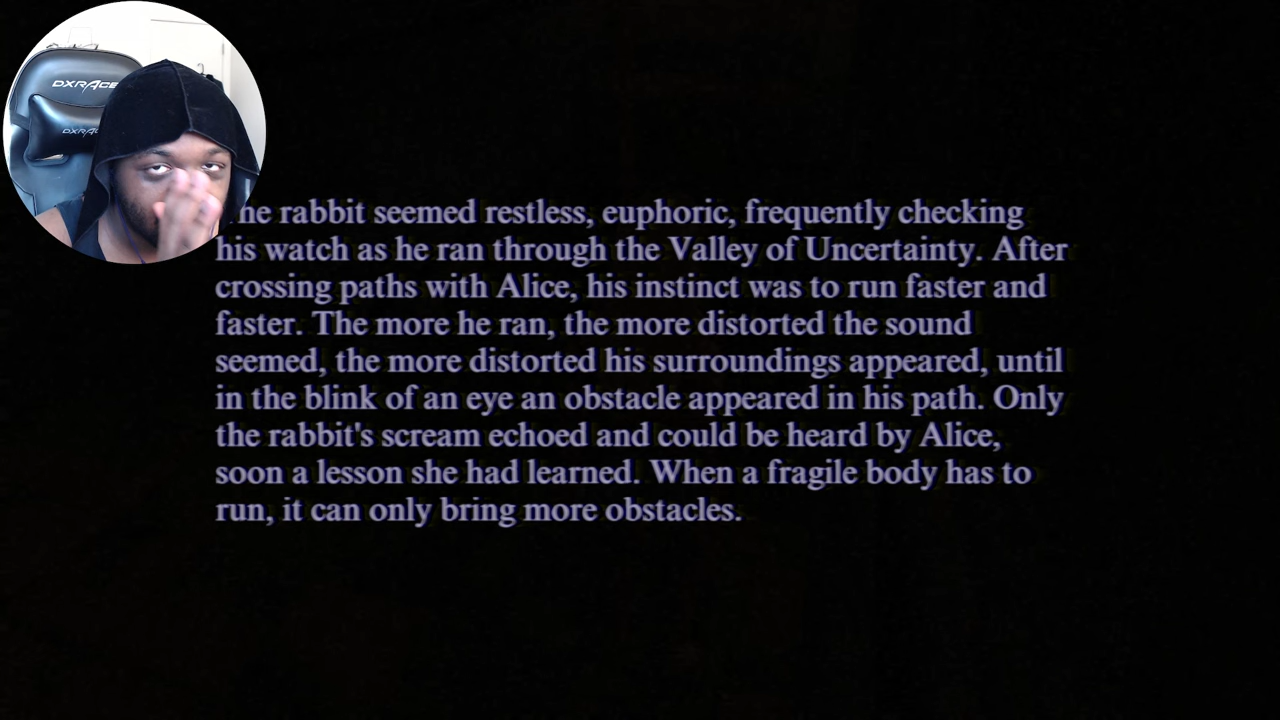 DXRACE
DXRA
The rabbit seemed restless, euphoric, frequently checking
his watch as he ran through the Valley of Uncertainty. After
crossing paths with Alice, his instinct was to run faster and
faster. The more he ran, the more distorted the sound
seemed, the more distorted his surroundings appeared, until
in the blink of an eye an obstacle appeared in his path. Only
the rabbit's scream echoed and could be heard by Alice,
soon a lesson she had learned. When a fragile body has to
run, it can only bring more obstacles.